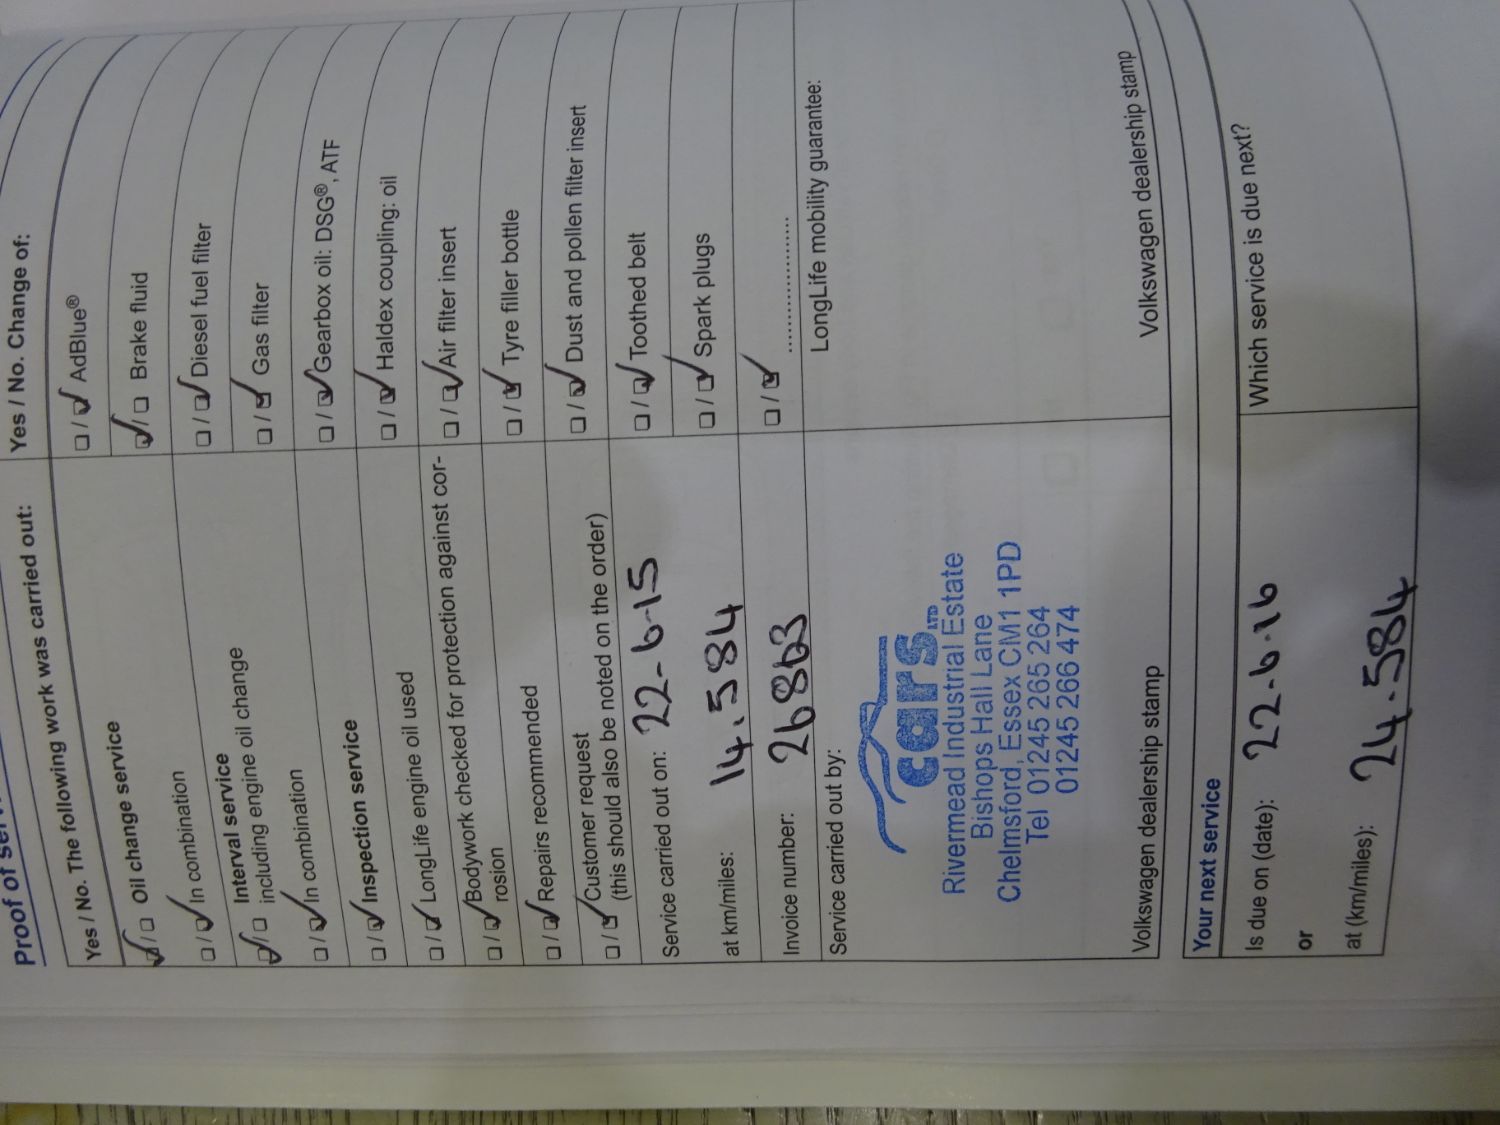 Proof of
Yes / No. The following work was carried out:
☑ / ☐ Oil change service
☐ / ☑ In combination
☑ / ☐ Interval service
including engine oil change
☐ / ☑ In combination
☐ / ☑ Inspection service
☐ / ☑ LongLife engine oil used
☐ / ☑ Bodywork checked for protection against cor-
rosion
☐ / ☑ Repairs recommended
☐ / ☑ Customer request
(this should also be noted on the order)
Yes / No. Change of:
☐ / ☑ AdBlue®
☑ / ☐ Brake fluid
☐ / ☑ Diesel fuel filter
☐ / ☑ Gas filter
☐ / ☑ Gearbox oil: DSG®, ATF
☐ / ☑ Haldex coupling: oil
☐ / ☑ Air filter insert
☐ / ☑ Tyre filler bottle
☐ / ☑ Dust and pollen filter insert
☐ / ☑ Toothed belt
☐ / ☑ Spark plugs
☐ / ☑ .....................
Service carried out on: 22-6-15
at km/miles: 14.584
Invoice number: 26863
Service carried out by:
cars LTD
Rivermead Industrial Estate
Bishops Hall Lane
Chelmsford, Essex CM1 1PD
Tel 01245 265 264
01245 266 474
Volkswagen dealership stamp
LongLife mobility guarantee:
Volkswagen dealership stamp
Your next service
Is due on (date): 22-6-16
or
at (km/miles): 24.584
Which service is due next?